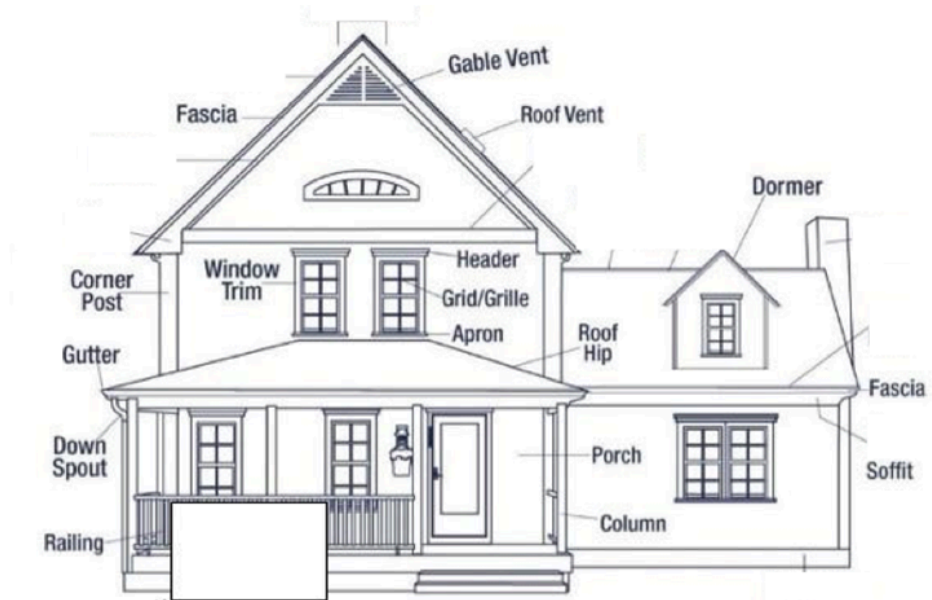 Gable Vent
Fascia
Roof Vent
Dormer
Header
Window
Trim
Corner
Post
Grid/Grille
Apron
Roof
Hip
Gutter
Fascia
Down
Spout
Porch
Soffit
Column
Railing